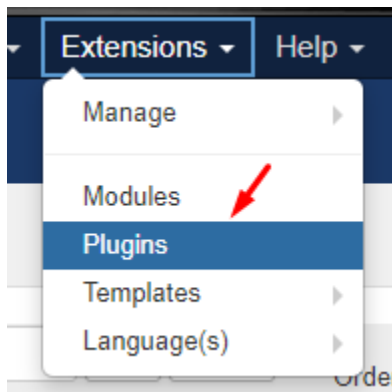 Extensions Help
Manage
Modules
Plugins
Templates
Language(s)
Orde